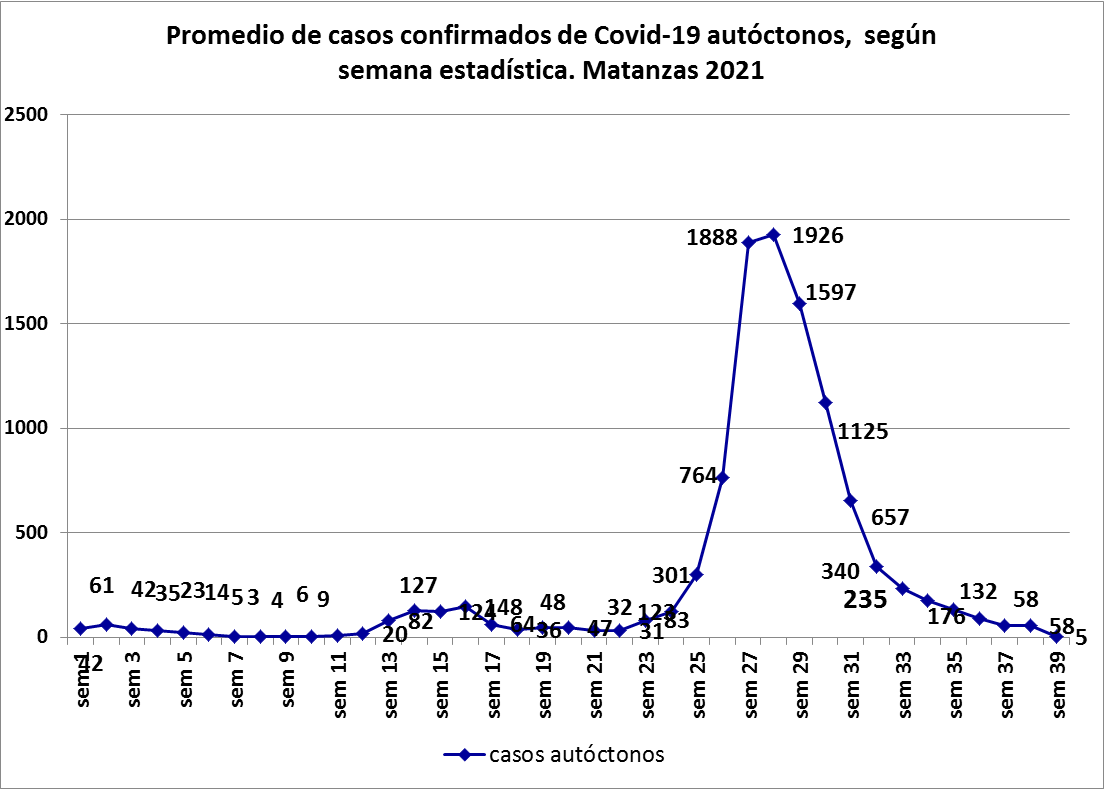 Promedio de casos confirmados de Covid-19 autóctonos, según
semana estadística. Matanzas 2021
2500
2000
1500
1000
500
0
42
61
42
35
23
14
5
3
4
6
9
20
82
127
124
148
64
36
48
47
32
31
83
123
301
764
1888
1926
1597
1125
657
340
235
176
132
58
58
5
sem 1
sem 3
sem 5
sem 7
sem 9
sem 11
sem 13
sem 15
sem 17
sem 19
sem 21
sem 23
sem 25
sem 27
sem 29
sem 31
sem 33
sem 35
sem 37
sem 39
casos autóctonos